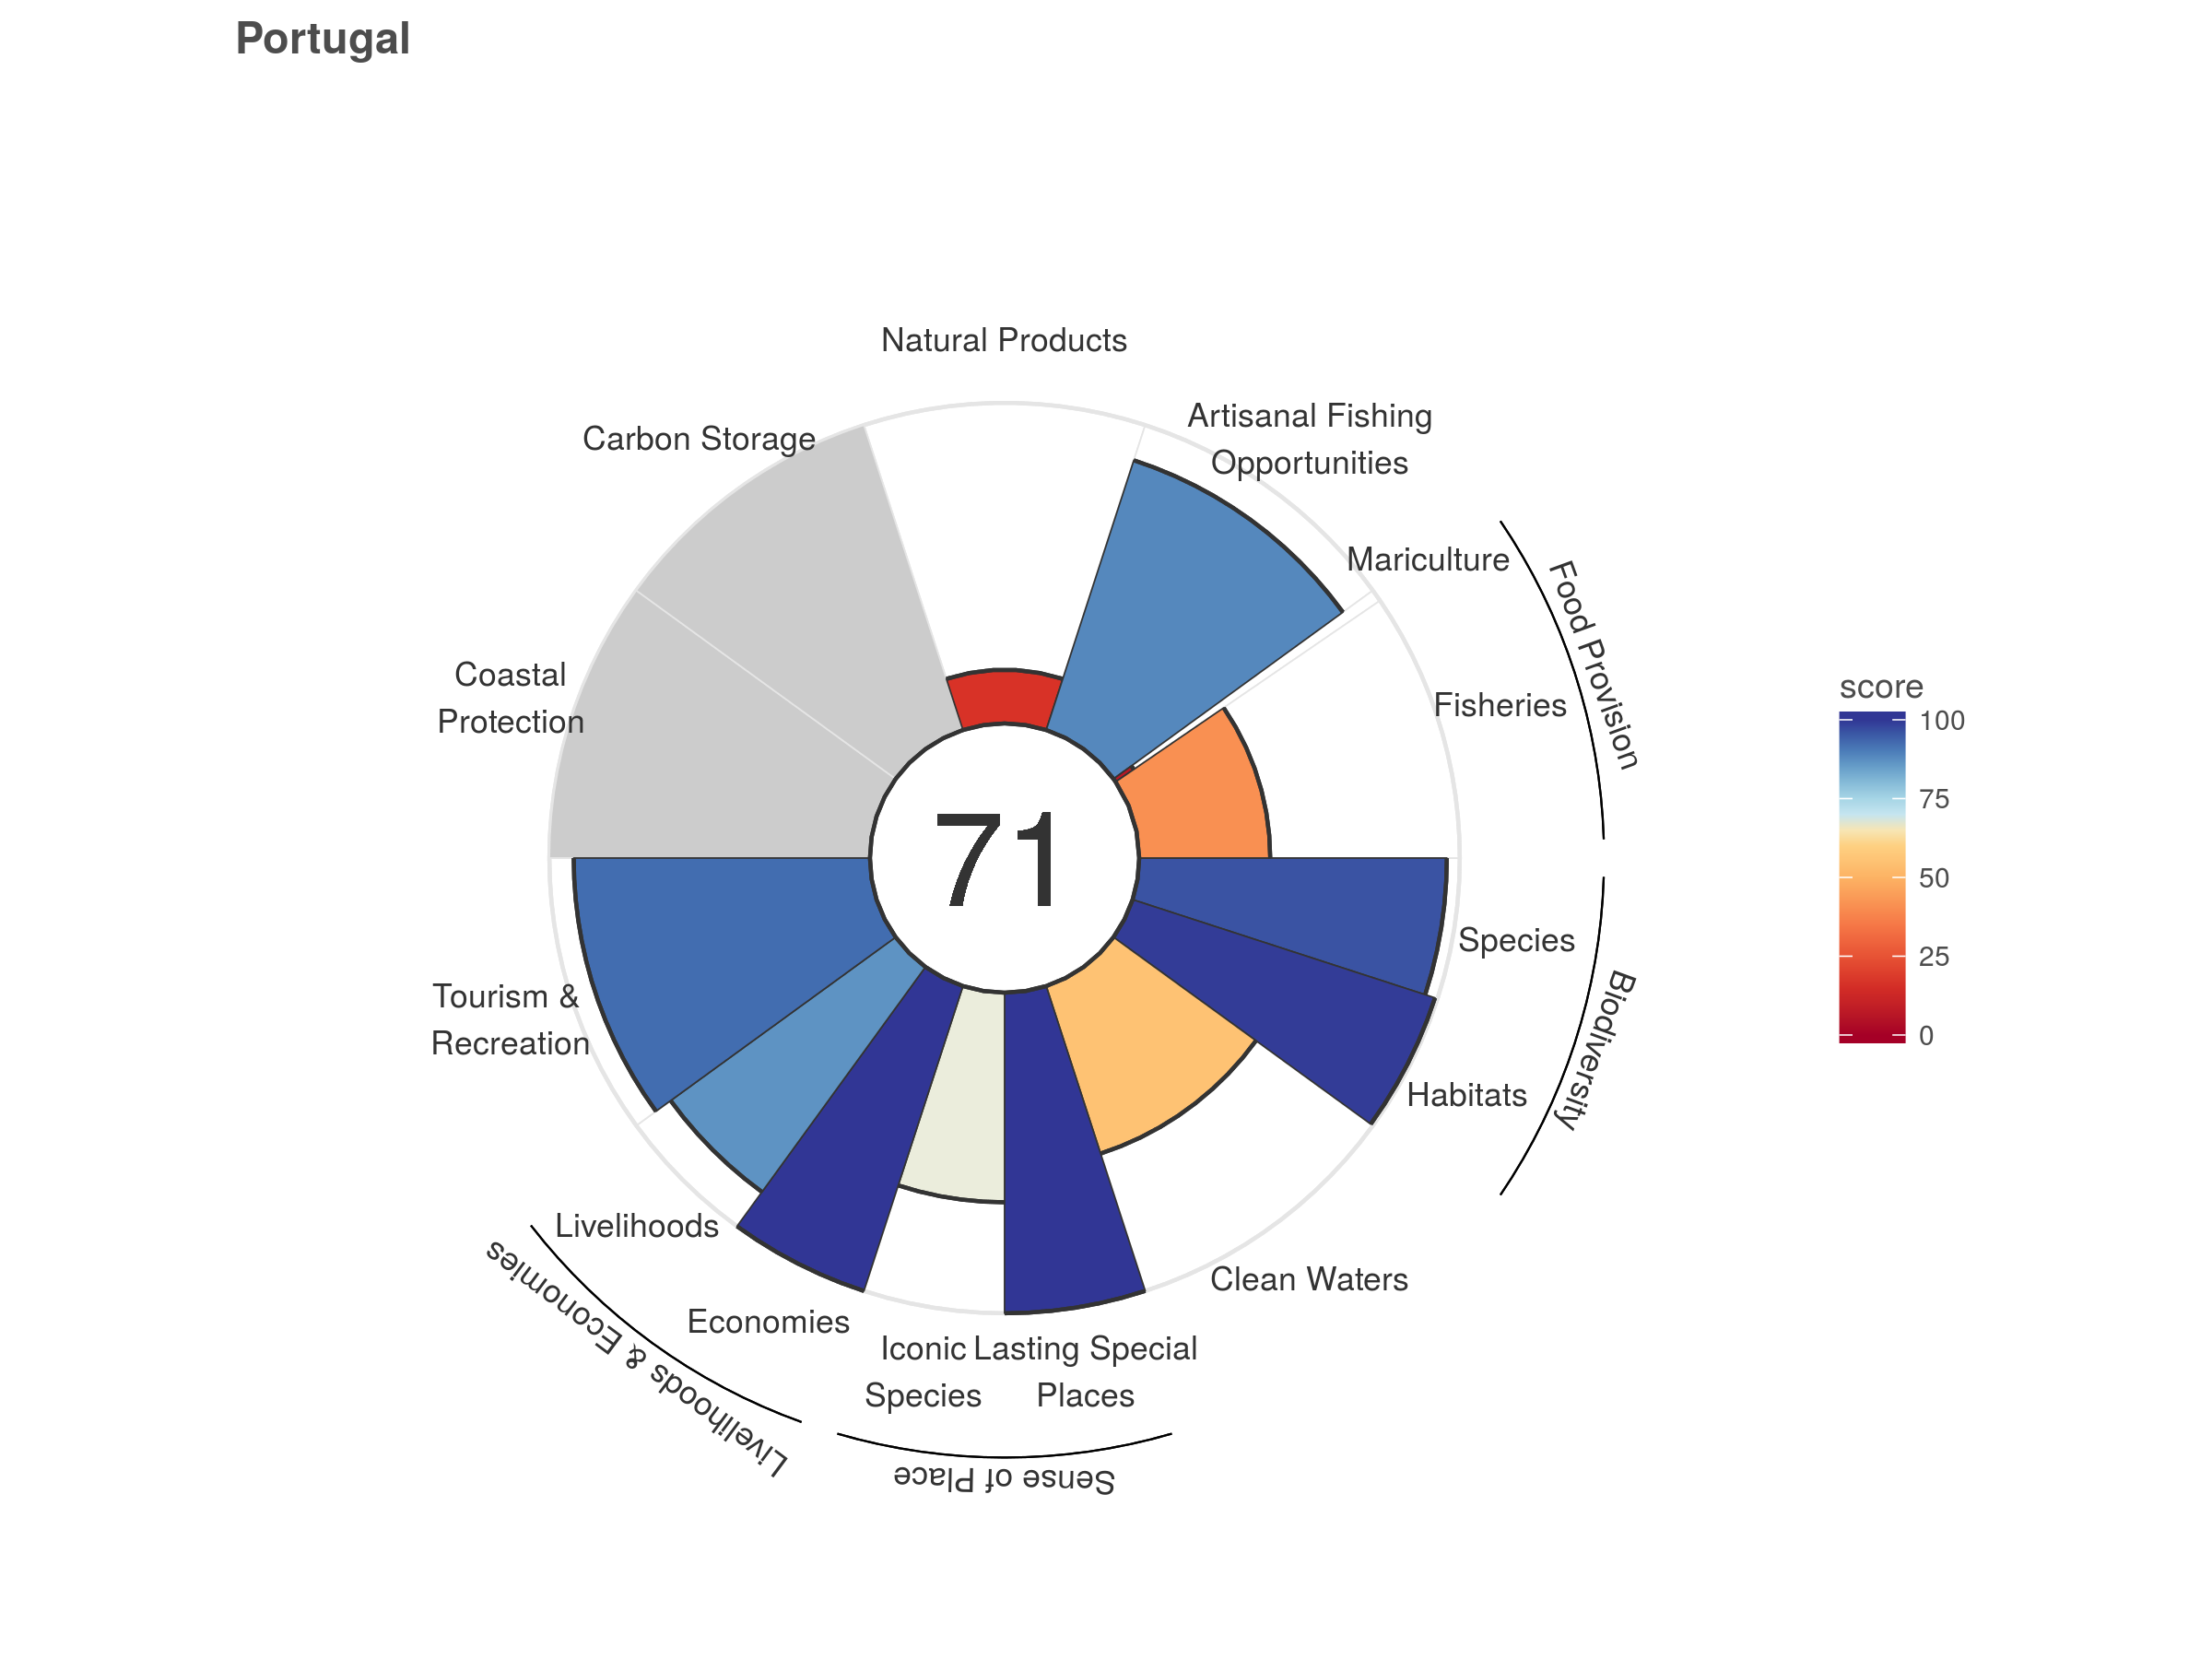 Portugal
Natural Products
Artisanal Fishing
Opportunities
Carbon Storage
Mariculture
Food Provision
Fisheries
Coastal
Protection
71
score
100
75
50
25
0
Species
Biodiversity
Tourism &
Recreation
Habitats
Livelihoods
Clean Waters
Economies
Livelihoods & Economies
Iconic
Species
Lasting Special
Places
Sense of Place